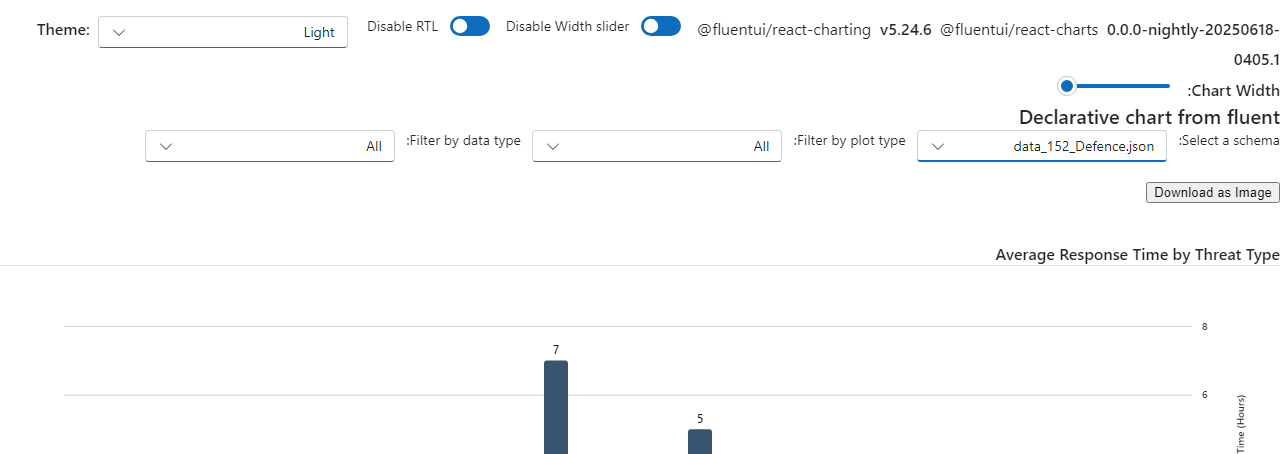 Theme: Light Disable RTL Disable Width slider @fluentui/react-charting v5.24.6 @fluentui/react-charts 0.0.0-nightly-20250618-
0405.1
:Chart Width
Declarative chart from fluent
:Select a schema data_152_Defence.json :Filter by plot type All :Filter by data type All
Download as Image
Average Response Time by Threat Type
8
7
6
5
Time (Hours)